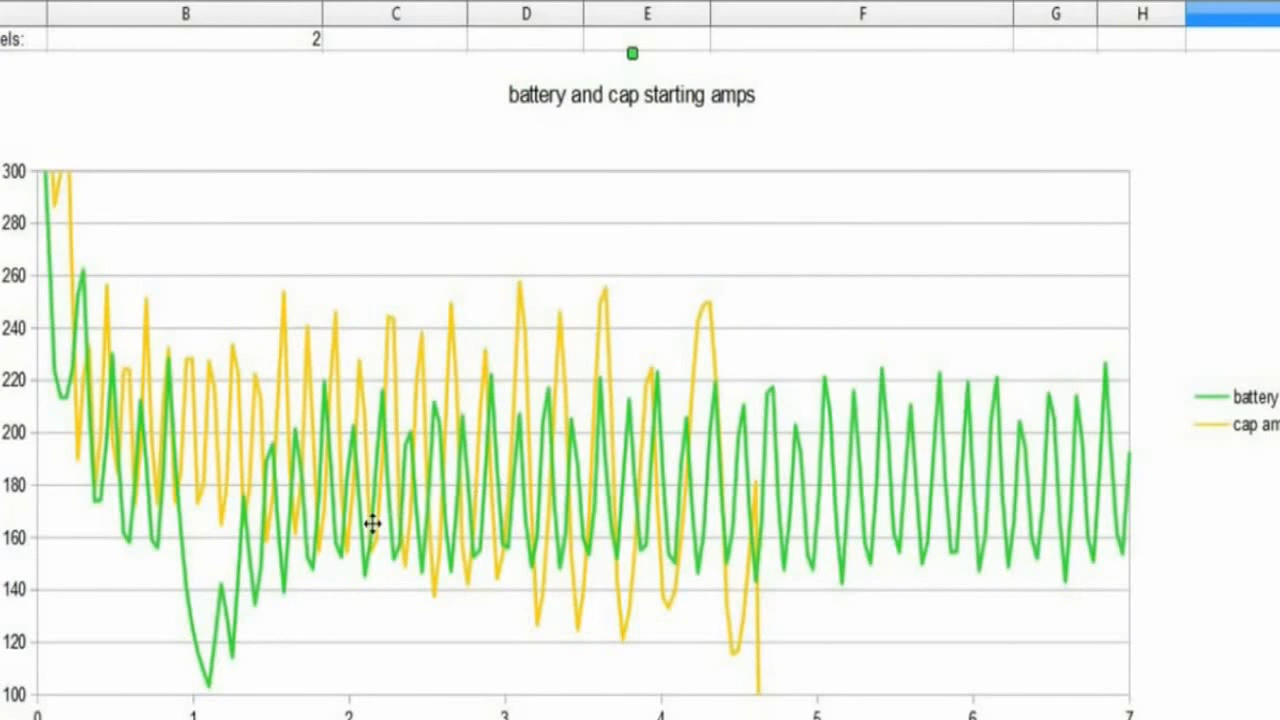 B C D E F G H
els: 2
battery and cap starting amps
300
280
260
240
220
200
180
160
140
120
100
0 1 2 3 4 5 6 7
battery
cap am